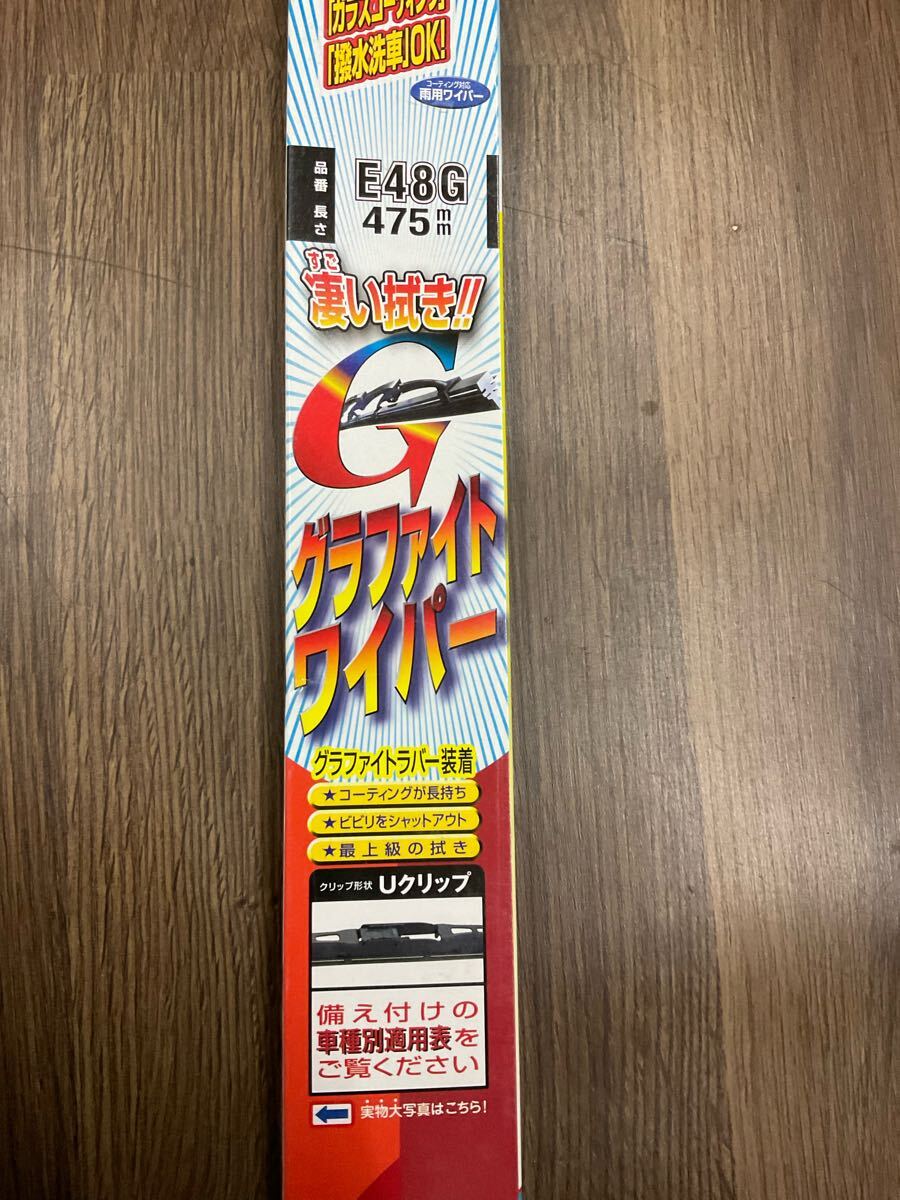 「ガラスコーティング」
「撥水洗車」OK!
コーティング対応
雨用ワイパー
品番 E48G
長さ 475mm
すご
凄い拭き!!
G
グラファイト
ワイパー
グラファイトラバー装着
★コーティングが長持ち
★ビビリをシャットアウト
★最上級の拭き
クリップ形状 Uクリップ
備え付けの
車種別適用表を
ご覧ください
実物大写真はこちら!